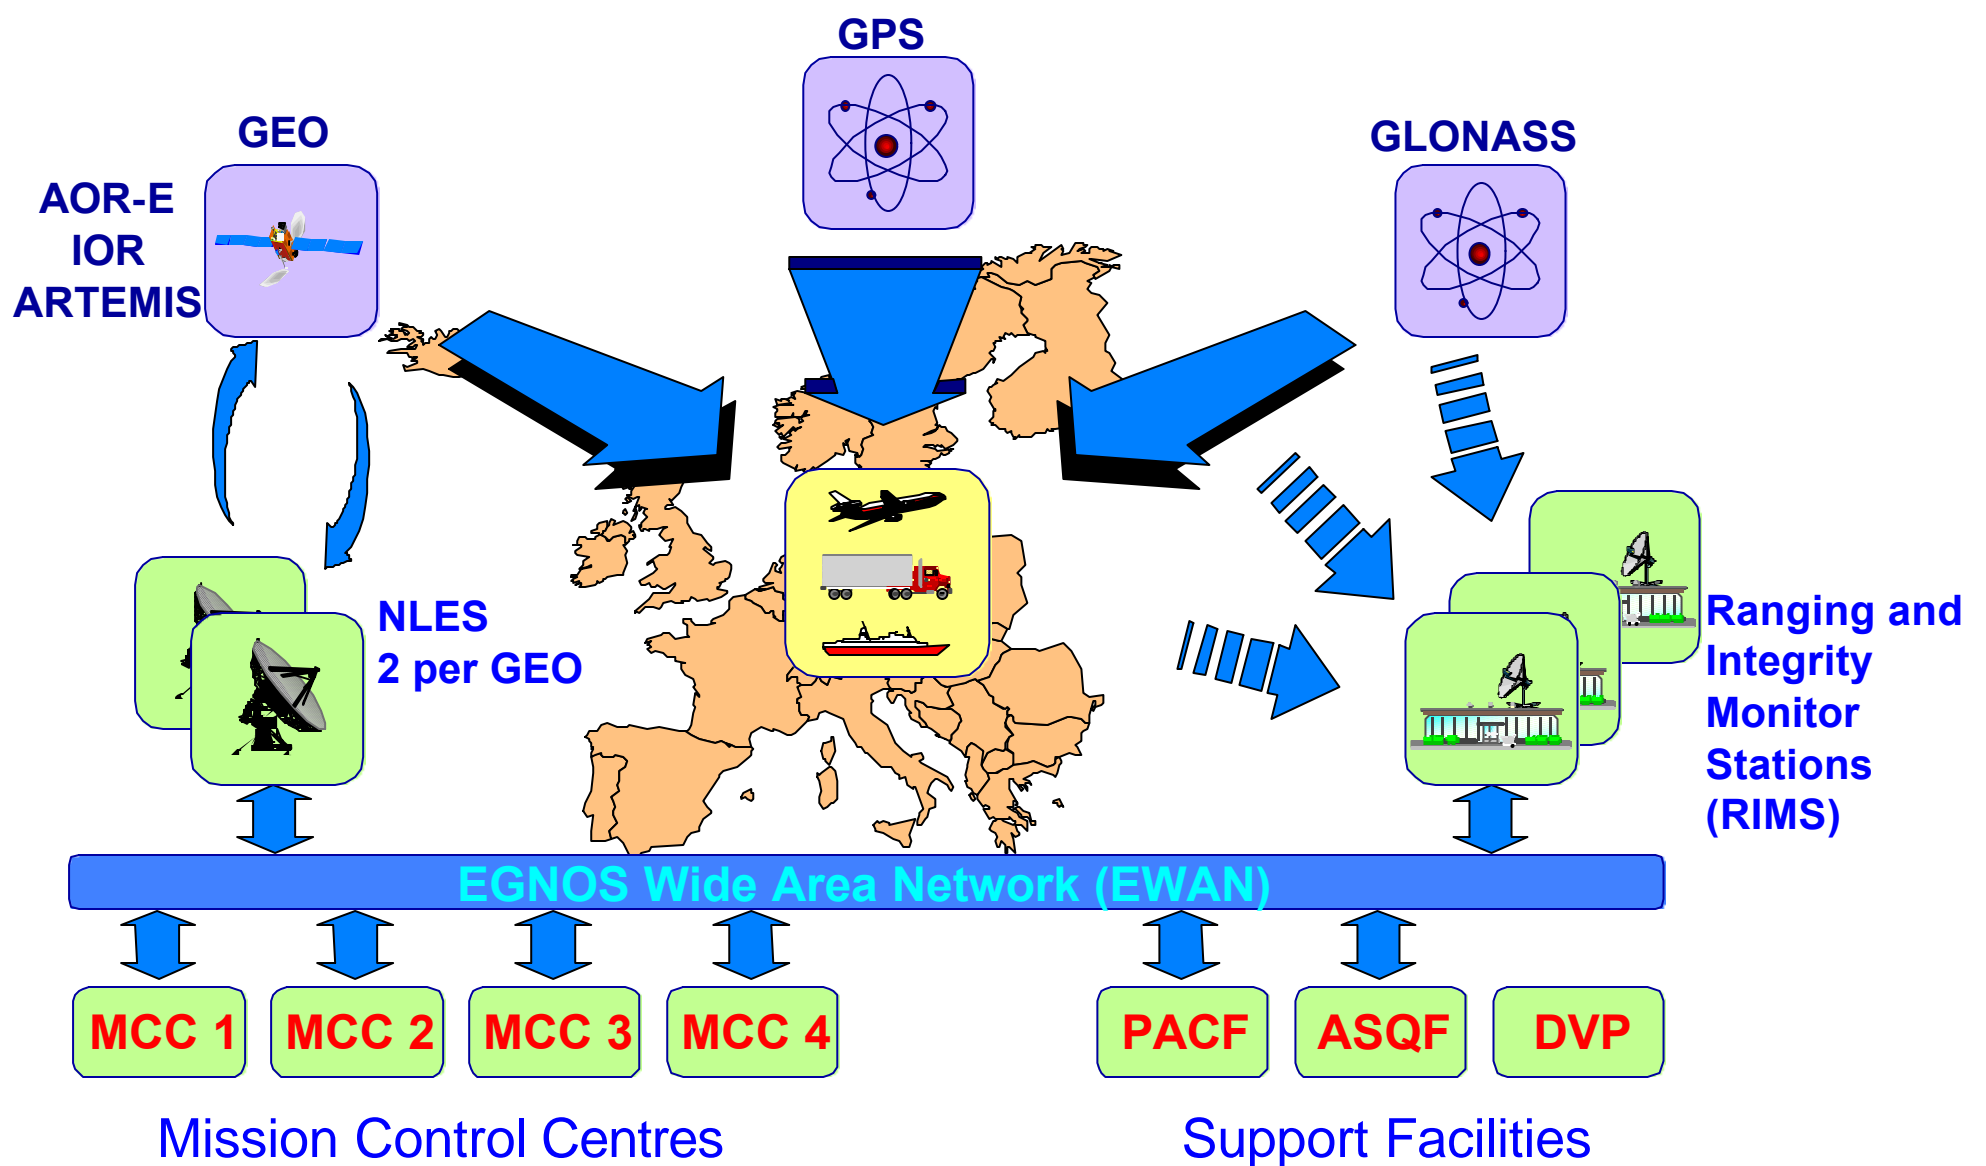 GPS
GEO
GLONASS
AOR-E
IOR
ARTEMIS
NLES
2 per GEO
Ranging and
Integrity
Monitor
Stations
(RIMS)
EGNOS Wide Area Network (EWAN)
MCC 1
MCC 2
MCC 3
MCC 4
PACF
ASQF
DVP
Mission Control Centres
Support Facilities